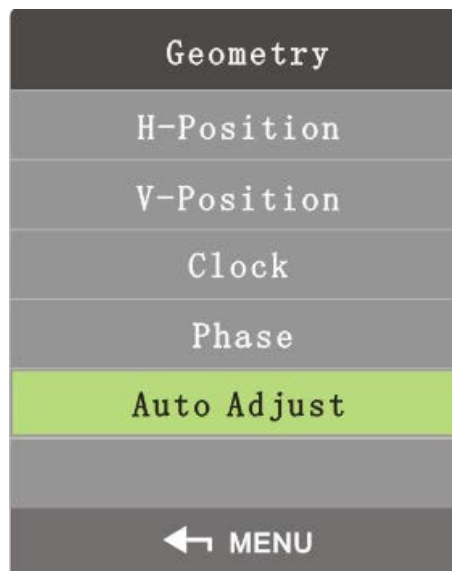 Geometry
H-Position
V-Position
Clock
Phase
Auto Adjust
MENU